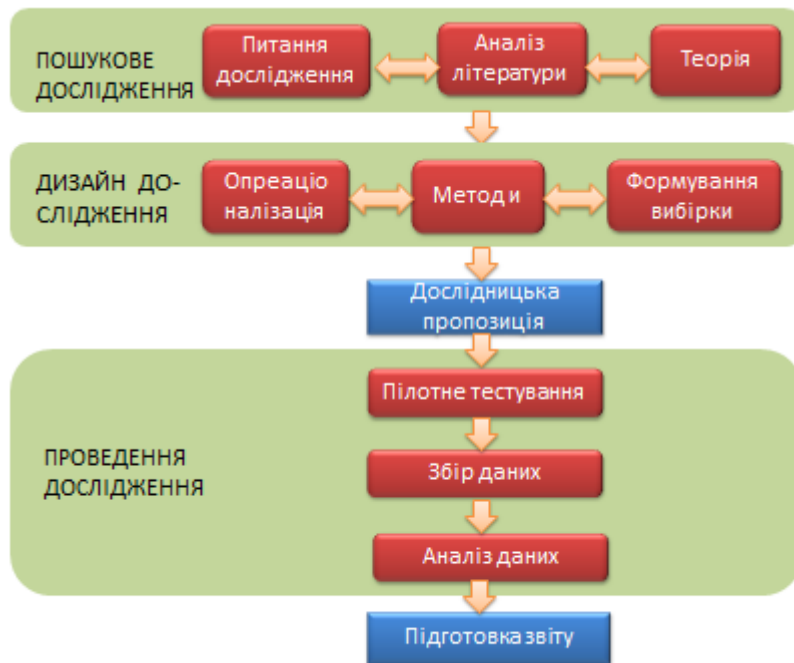 ПОШУКОВЕ
ДОСЛІДЖЕННЯ
Питання
дослідження
Аналіз
літератури
Теорія
ДИЗАЙН ДО-
СЛІДЖЕННЯ
Опреаціо
налізація
Методи
Формування
вибірки
Дослідницька
пропозиція
ПРОВЕДЕННЯ
ДОСЛІДЖЕННЯ
Пілотне тестування
Збір даних
Аналіз даних
Підготовка звіту